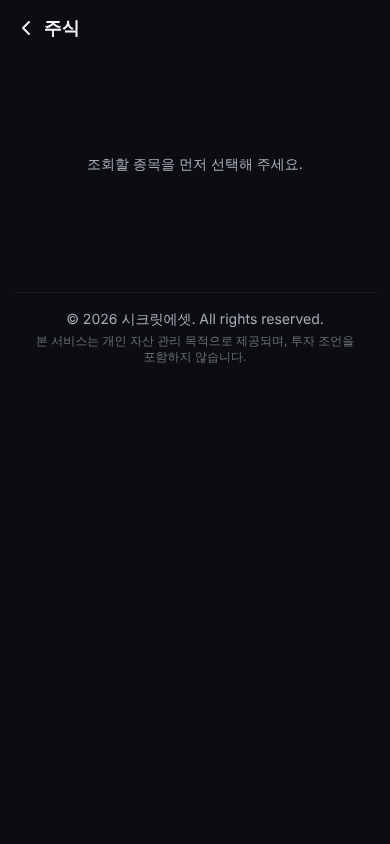 주식
조회할 종목을 먼저 선택해 주세요.
© 2026 시크릿에셋. All rights reserved.
본 서비스는 개인 자산 관리 목적으로 제공되며, 투자 조언을
포함하지 않습니다.